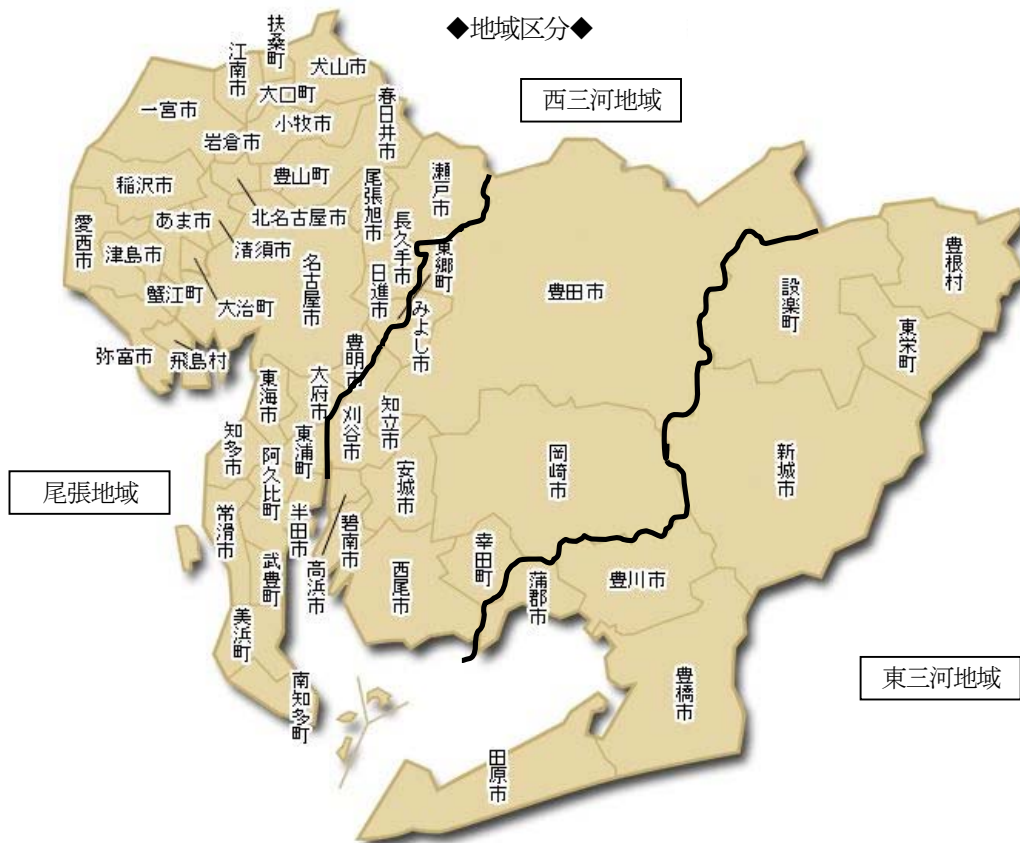 ◆地域区分◆
西三河地域
扶桑町
江南市
犬山市
大口町
春日井市
一宮市
小牧市
岩倉市
瀬戸市
豊山町
尾張旭市
稲沢市
北名古屋市
長久手市
あま市
愛西市
清須市
東郷町
津島市
名古屋市
日進市
豊田市
設楽町
豊根村
蟹江町
大治町
みよし市
東栄町
弥富市
飛島村
豊明市
東海市
大府市
刈谷市
知立市
知多市
東浦町
阿久比町
安城市
岡崎市
新城市
尾張地域
常滑市
半田市
碧南市
武豊町
高浜市
西尾市
幸田町
蒲郡市
豊川市
美浜町
南知多町
豊橋市
東三河地域
田原市